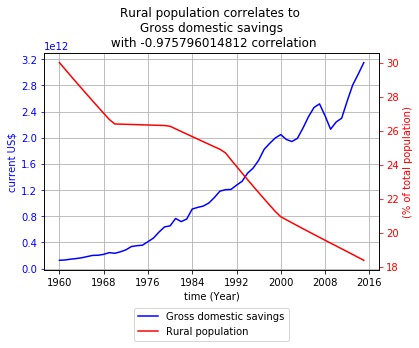 Rural population correlates to
Gross domestic savings
with -0.975796014812 correlation
1e12
3.2
2.8
2.4
2.0
1.6
1.2
0.8
0.4
0.0
current US$
30
28
26
24
22
20
18
(% of total population)
1960 1968 1976 1984 1992 2000 2008 2016
time (Year)
Gross domestic savings
Rural population